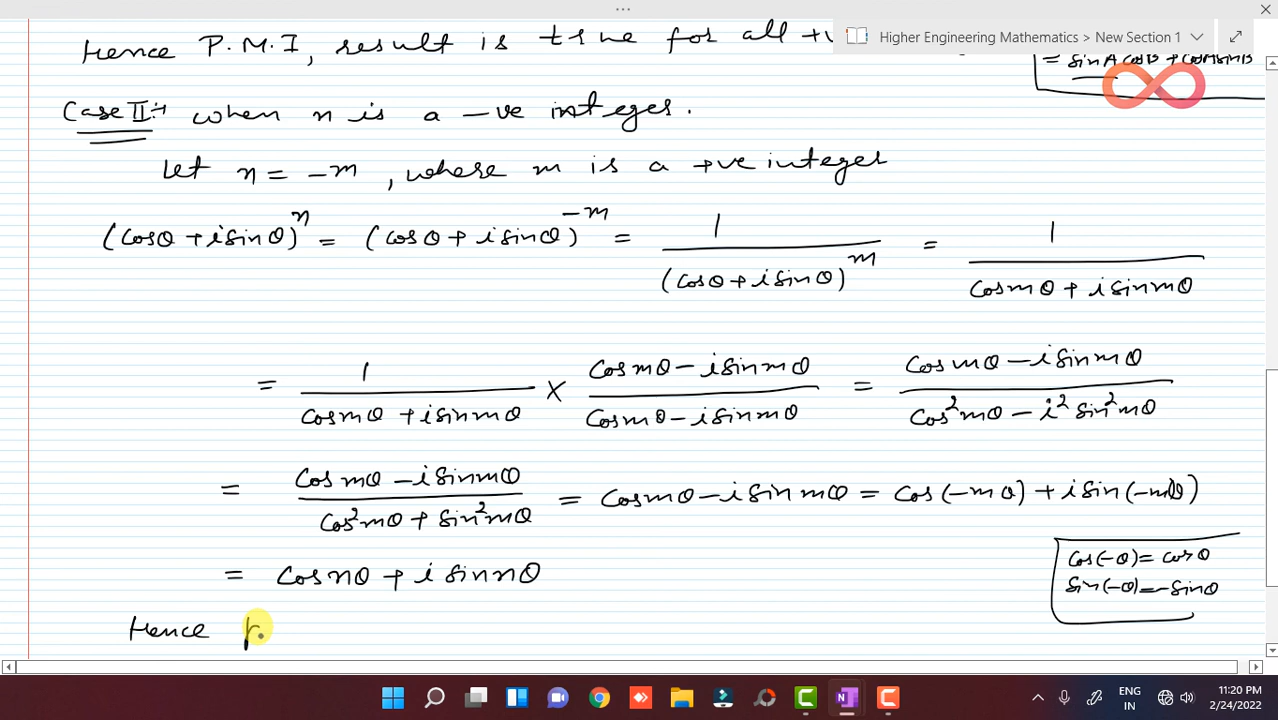 Higher Engineering Mathematics > New Section 1
Hence P.M.I, result is true for all +v
= sinA cosB + cosA sinB
Case II:- when n is a -ve integer.
Let n = -m, where m is a +ve integer
(cosθ + i sinθ)^n = (cosθ + i sinθ)^-m = 1/(cosθ + i sinθ)^m = 1/(cos mθ + i sin mθ)
= 1/(cos mθ + i sin mθ) × (cos mθ - i sin mθ)/(cos mθ - i sin mθ) = (cos mθ - i sin mθ)/(cos² mθ - i² sin² mθ)
= (cos mθ - i sin mθ)/(cos² mθ + sin² mθ) = cos mθ - i sin mθ = cos(-mθ) + i sin(-mθ)
cos(-θ) = cosθ
= cos nθ + i sin nθ
sin(-θ) = -sinθ
Hence
ENG
IN
11:20 PM
2/24/2022